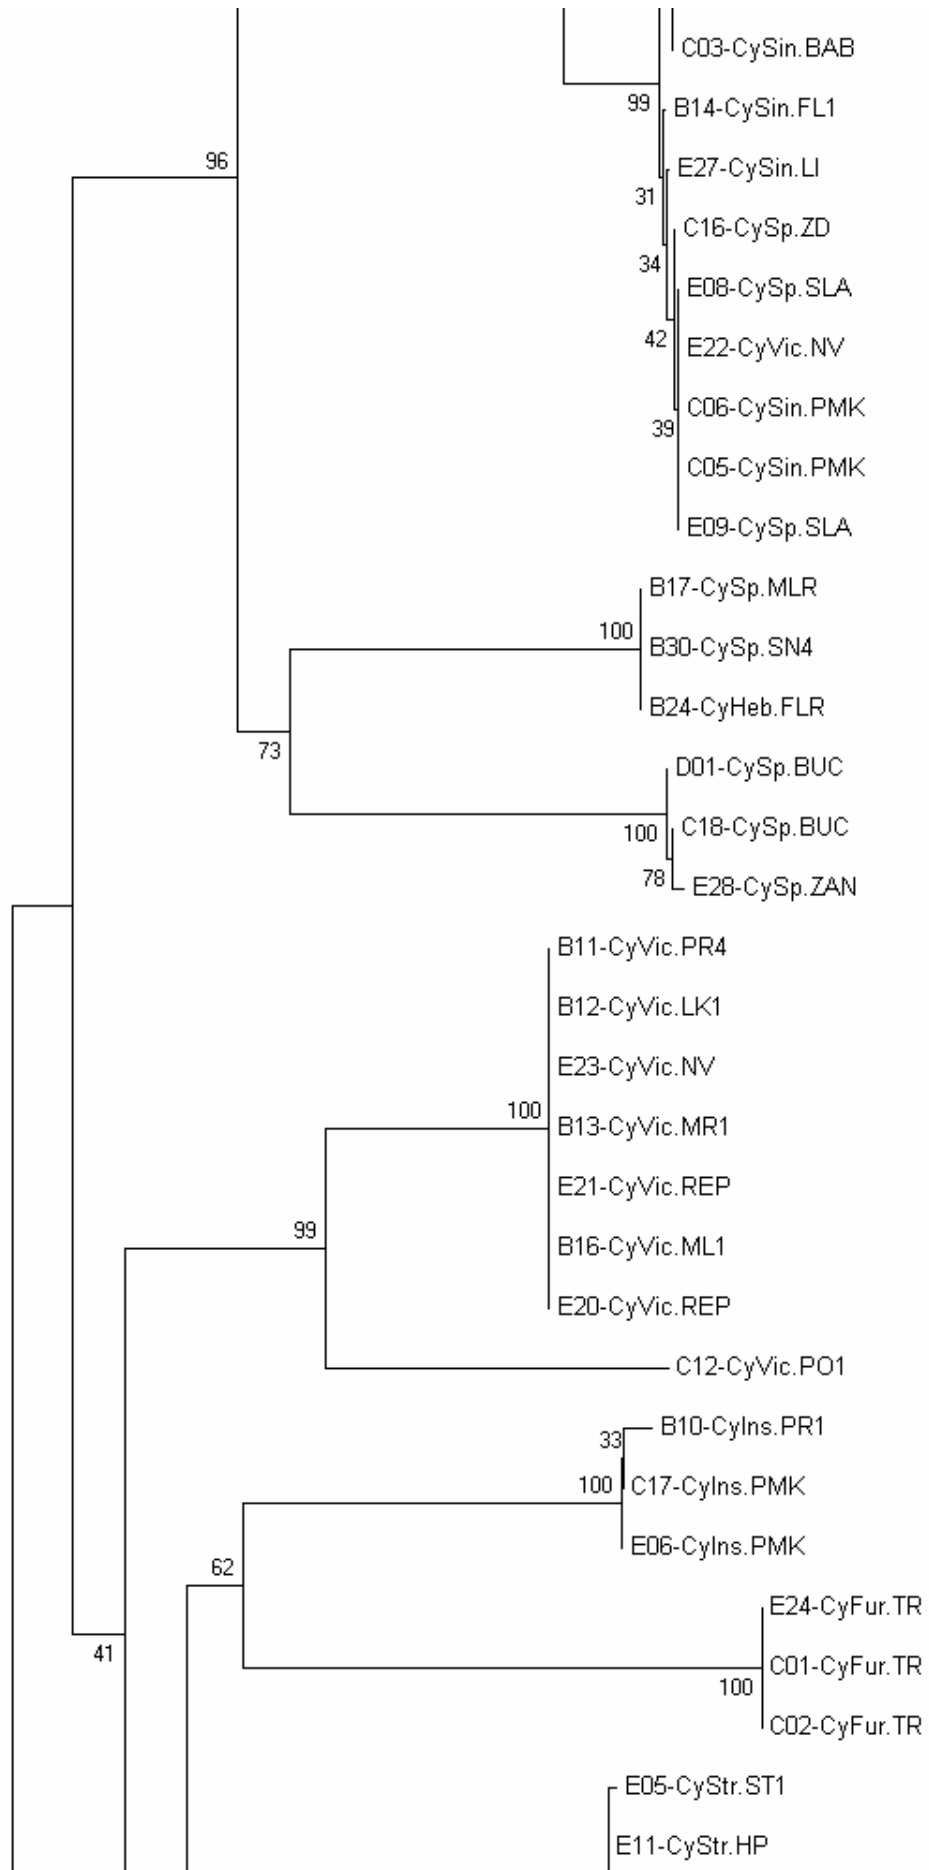 C03-CySin.BAB
99
B14-CySin.FL1
96
E27-CySin.LI
31
C16-CySp.ZD
34
E08-CySp.SLA
42
E22-CyVic.NV
C06-CySin.PMK
39
C05-CySin.PMK
E09-CySp.SLA
B17-CySp.MLR
100
B30-CySp.SN4
B24-CyHeb.FLR
73
D01-CySp.BUC
100
C18-CySp.BUC
78
E28-CySp.ZAN
B11-CyVic.PR4
B12-CyVic.LK1
E23-CyVic.NV
100
B13-CyVic.MR1
E21-CyVic.REP
99
B16-CyVic.ML1
E20-CyVic.REP
C12-CyVic.PO1
B10-CyIns.PR1
33
100
C17-CyIns.PMK
E06-CyIns.PMK
62
E24-CyFur.TR
41
C01-CyFur.TR
100
C02-CyFur.TR
E05-CyStr.ST1
E11-CyStr.HP